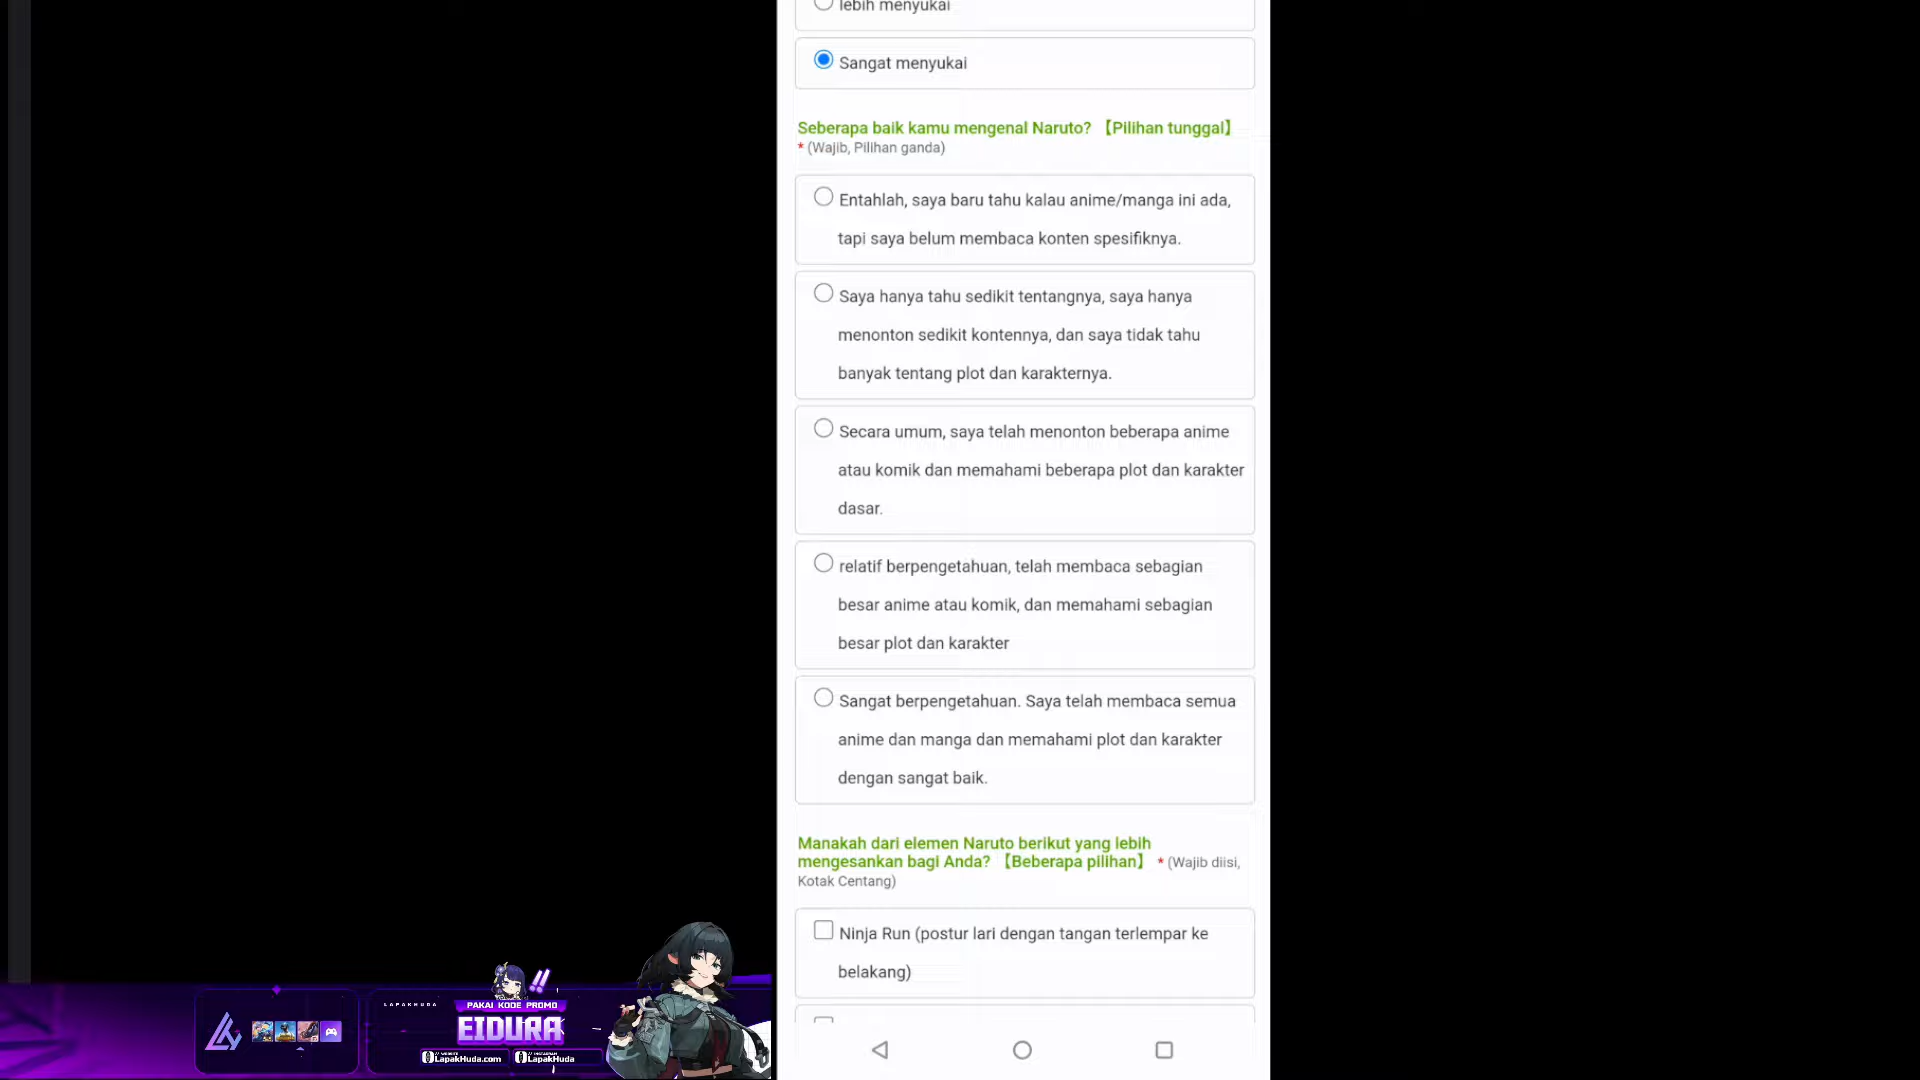 lebih menyukai
Sangat menyukai
Seberapa baik kamu mengenal Naruto? 【Pilihan tunggal】
* (Wajib, Pilihan ganda)
Entahlah, saya baru tahu kalau anime/manga ini ada,
tapi saya belum membaca konten spesifiknya.
Saya hanya tahu sedikit tentangnya, saya hanya
menonton sedikit kontennya, dan saya tidak tahu
banyak tentang plot dan karakternya.
Secara umum, saya telah menonton beberapa anime
atau komik dan memahami beberapa plot dan karakter
dasar.
relatif berpengetahuan, telah membaca sebagian
besar anime atau komik, dan memahami sebagian
besar plot dan karakter
Sangat berpengetahuan. Saya telah membaca semua
anime dan manga dan memahami plot dan karakter
dengan sangat baik.
Manakah dari elemen Naruto berikut yang lebih
mengesankan bagi Anda? 【Beberapa pilihan】 * (Wajib diisi,
Kotak Centang)
Ninja Run (postur lari dengan tangan terlempar ke
belakang)
LAPAKHUDA
PAKAI KODE PROMO
EIDURA
// WEBSITE
LapakHuda.com
// INSTAGRAM
LapakHuda